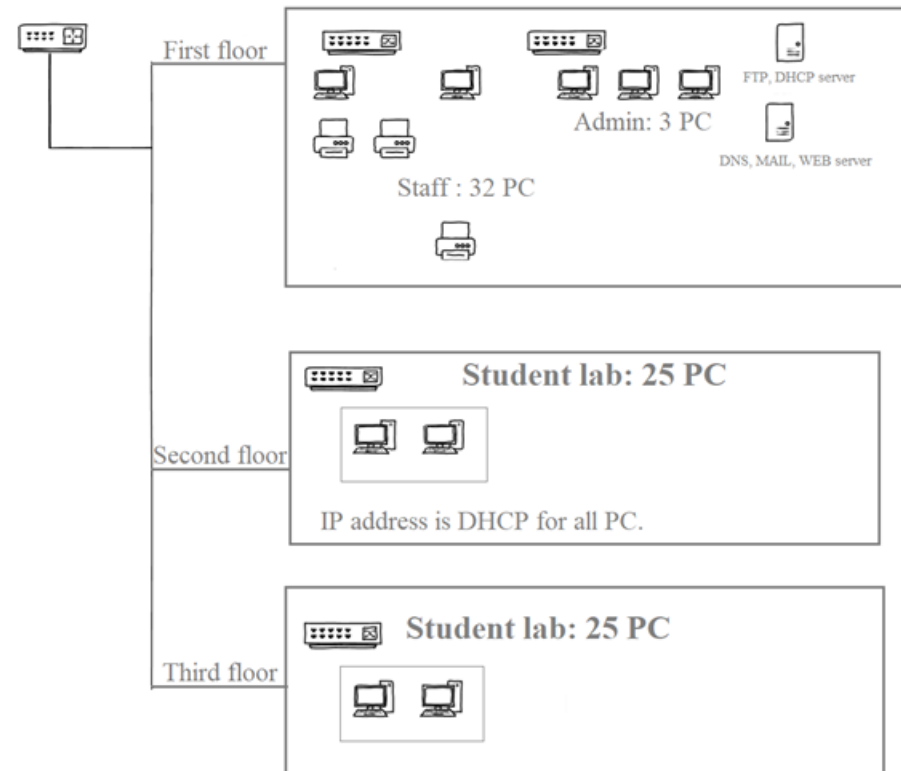 First floor
FTP, DHCP server
Admin: 3 PC
DNS, MAIL, WEB server
Staff : 32 PC
Student lab: 25 PC
Second floor
IP address is DHCP for all PC.
Student lab: 25 PC
Third floor